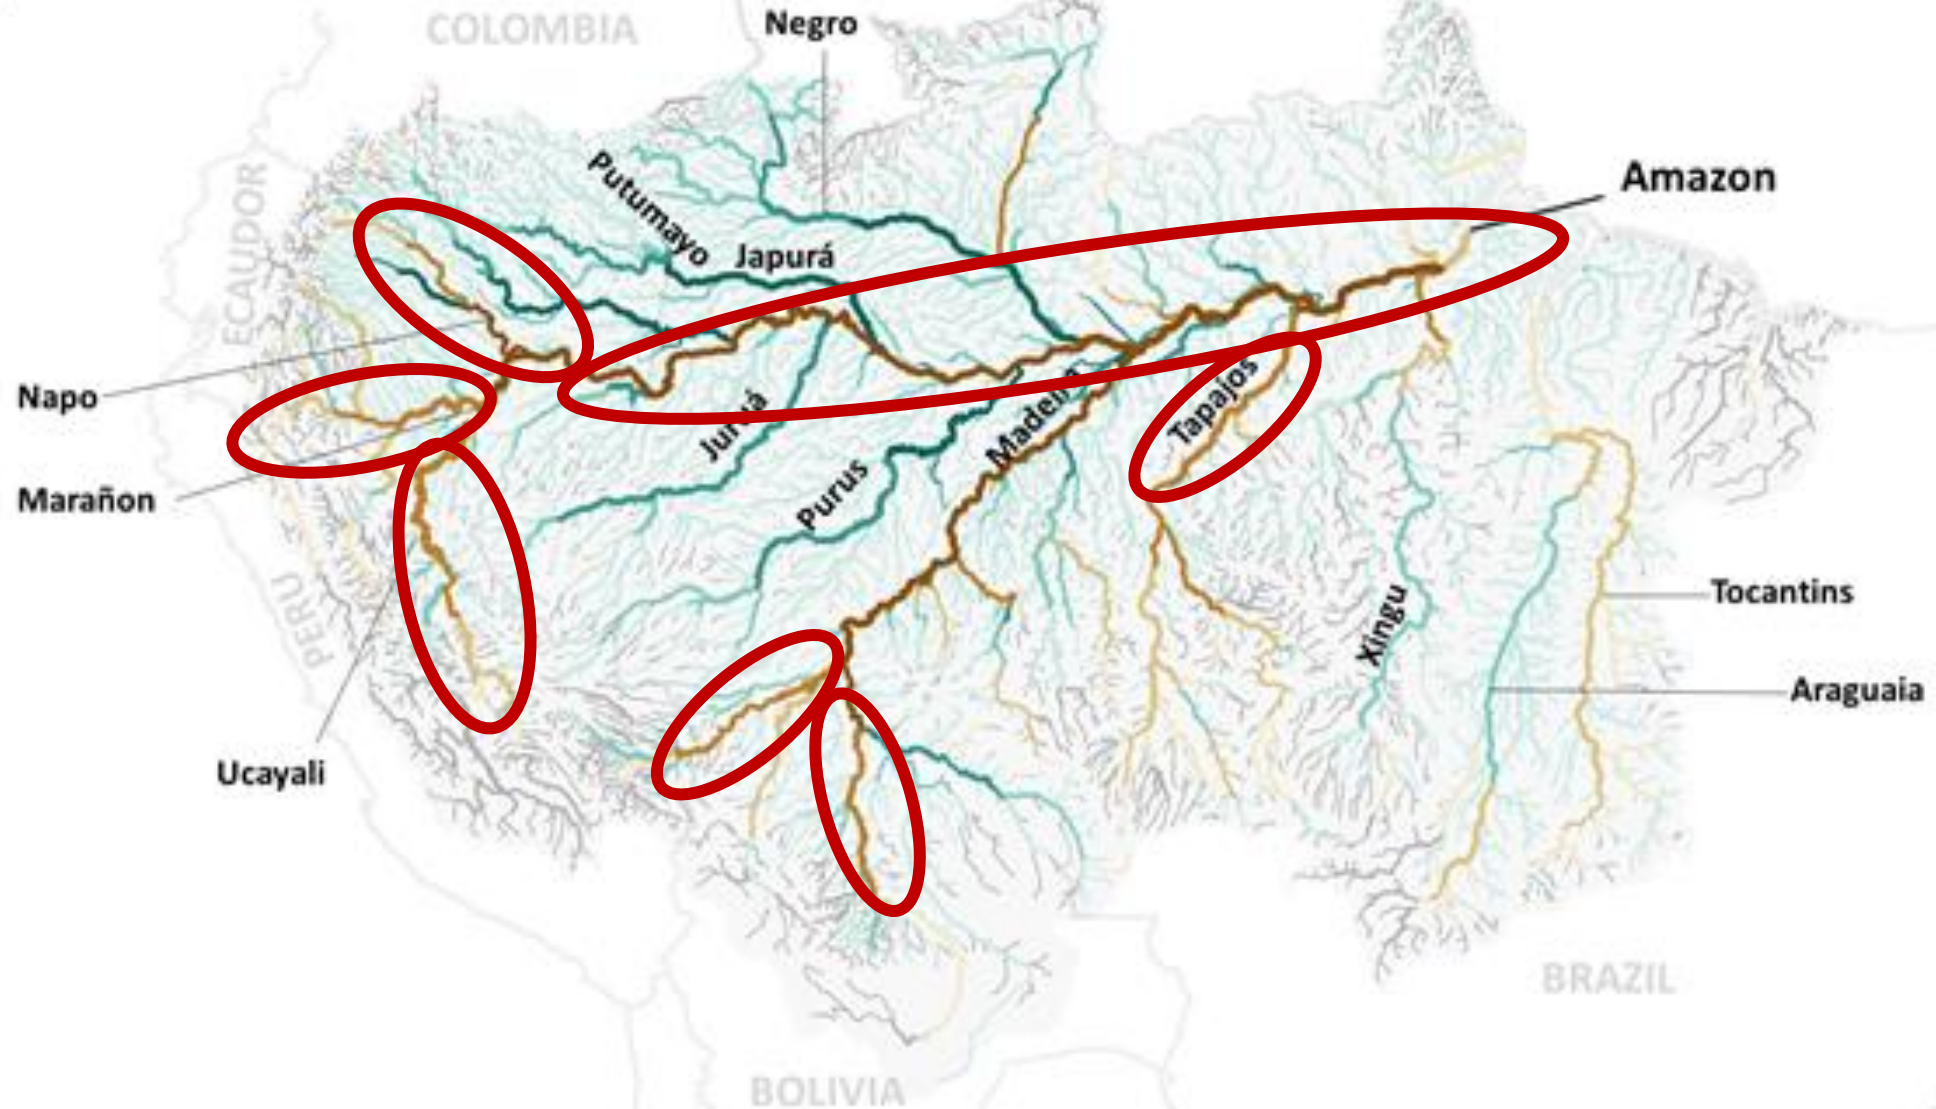 COLOMBIA
Negro
Amazon
Putumayo
Japurá
ECAUDOR
Napo
Marañon
Juruá
Madeira
Tapajos
Purus
PERU
Xingu
Tocantins
Araguaia
Ucayali
BRAZIL
BOLIVIA